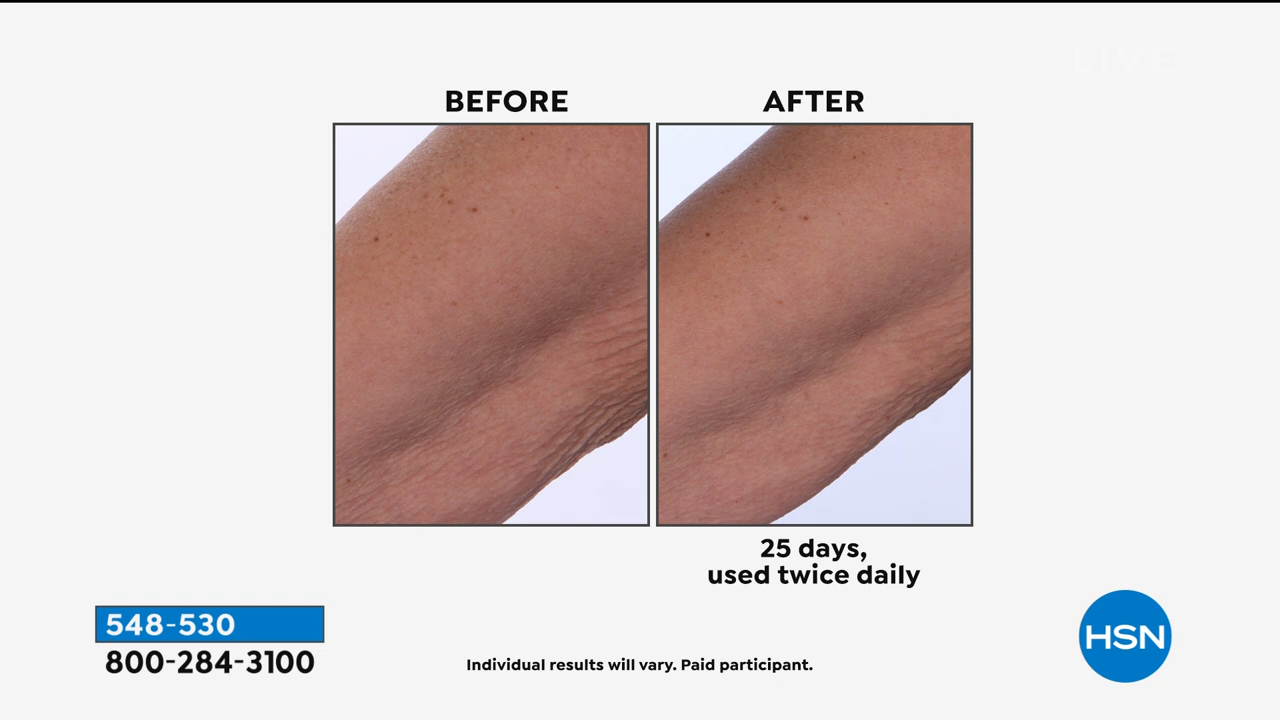 LIVE
BEFORE
AFTER
25 days,
used twice daily
548-530
800-284-3100
Individual results will vary. Paid participant.
HSN